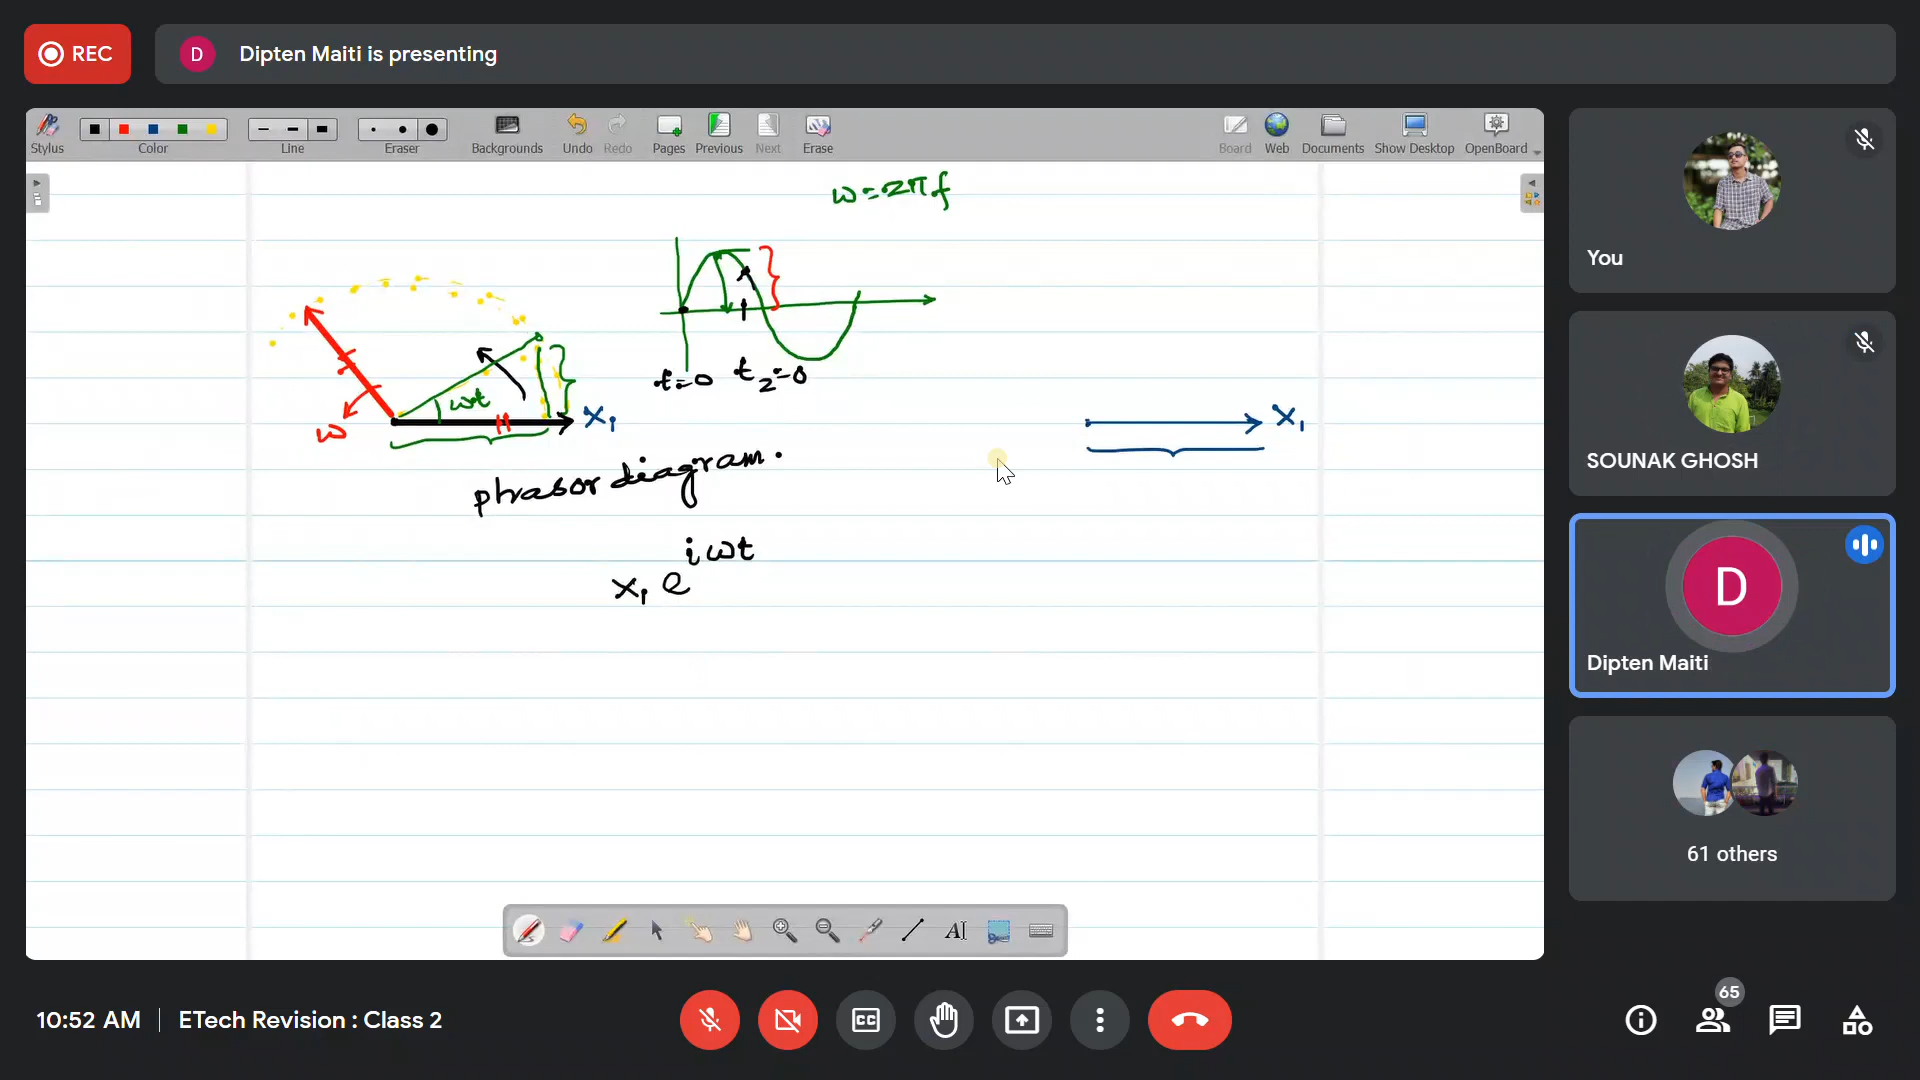 REC
D
Dipten Maiti is presenting
Stylus
Color
Line
Eraser
Backgrounds
Undo
Redo
Pages
Previous
Next
Erase
Board
Web
Documents
Show Desktop
OpenBoard
ω=2πf
t=0
ωt
ω
x₁
x₁
phasor diagram.
x₁ e^iωt
You
SOUNAK GHOSH
D
Dipten Maiti
61 others
10:52 AM | ETech Revision : Class 2
CC
65